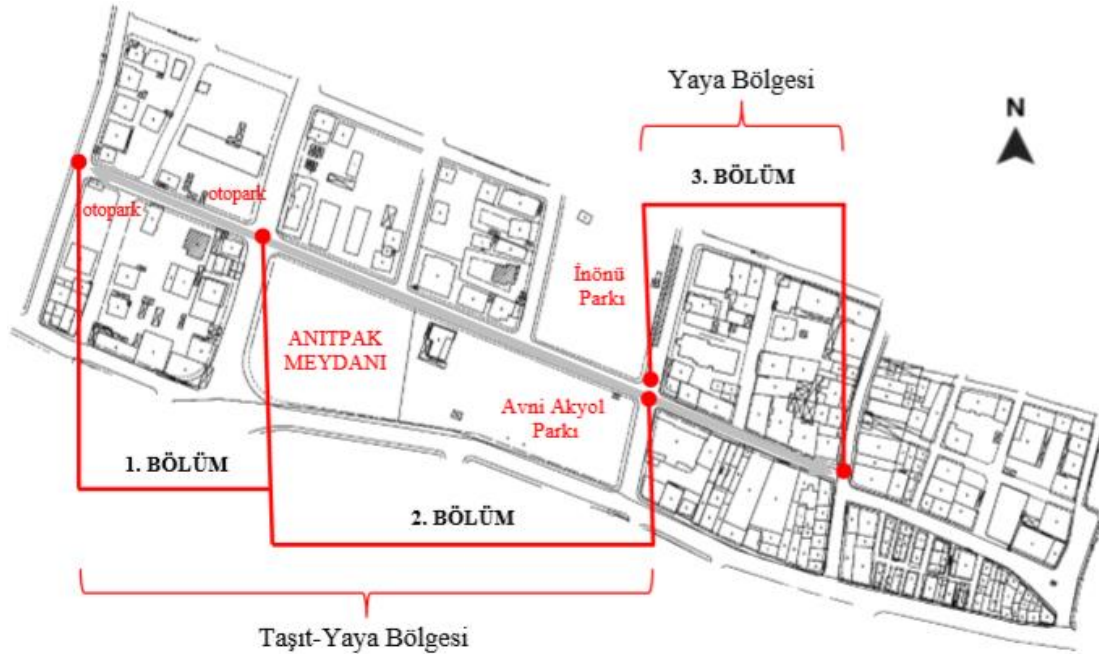 Yaya Bölgesi
N
3. BÖLÜM
otopark
otopark
İnönü
Parkı
ANITPAK
MEYDANI
Avni Akyol
Parkı
1. BÖLÜM
2. BÖLÜM
Taşıt-Yaya Bölgesi